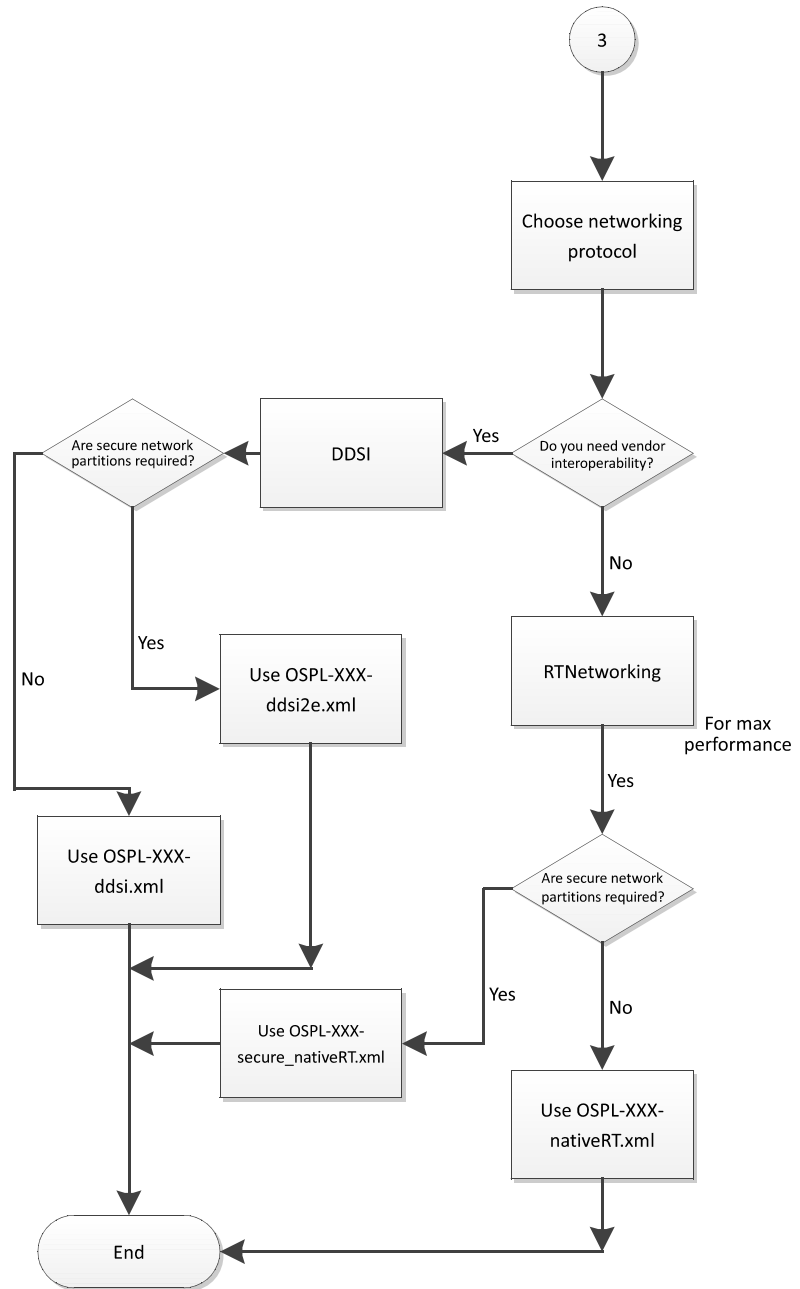 3
Choose networking
protocol
Are secure network
partitions required?
DDSI
Yes
Do you need vendor
interoperability?
No
Yes
Use OSPL-XXX-
ddsi2e.xml
RTNetworking
No
For max
performance
Yes
Use OSPL-XXX-
ddsi.xml
Are secure network
partitions required?
Yes
No
Use OSPL-XXX-
secure_nativeRT.xml
Use OSPL-XXX-
nativeRT.xml
End